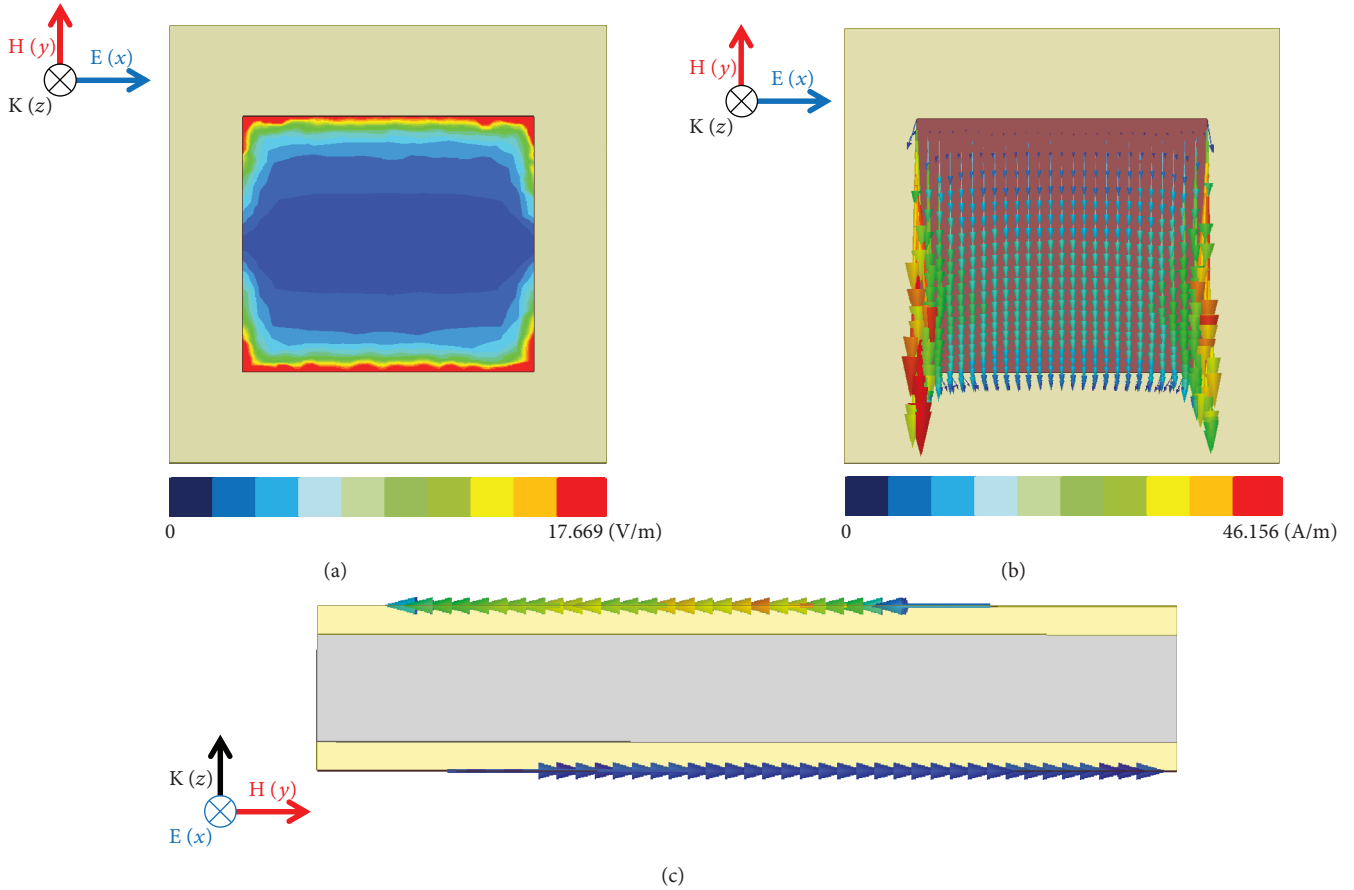 H (y)
E (x)
K (z)
0
17.669 (V/m)
(a)
H (y)
E (x)
K (z)
0
46.156 (A/m)
(b)
K (z)
H (y)
E (x)
(c)